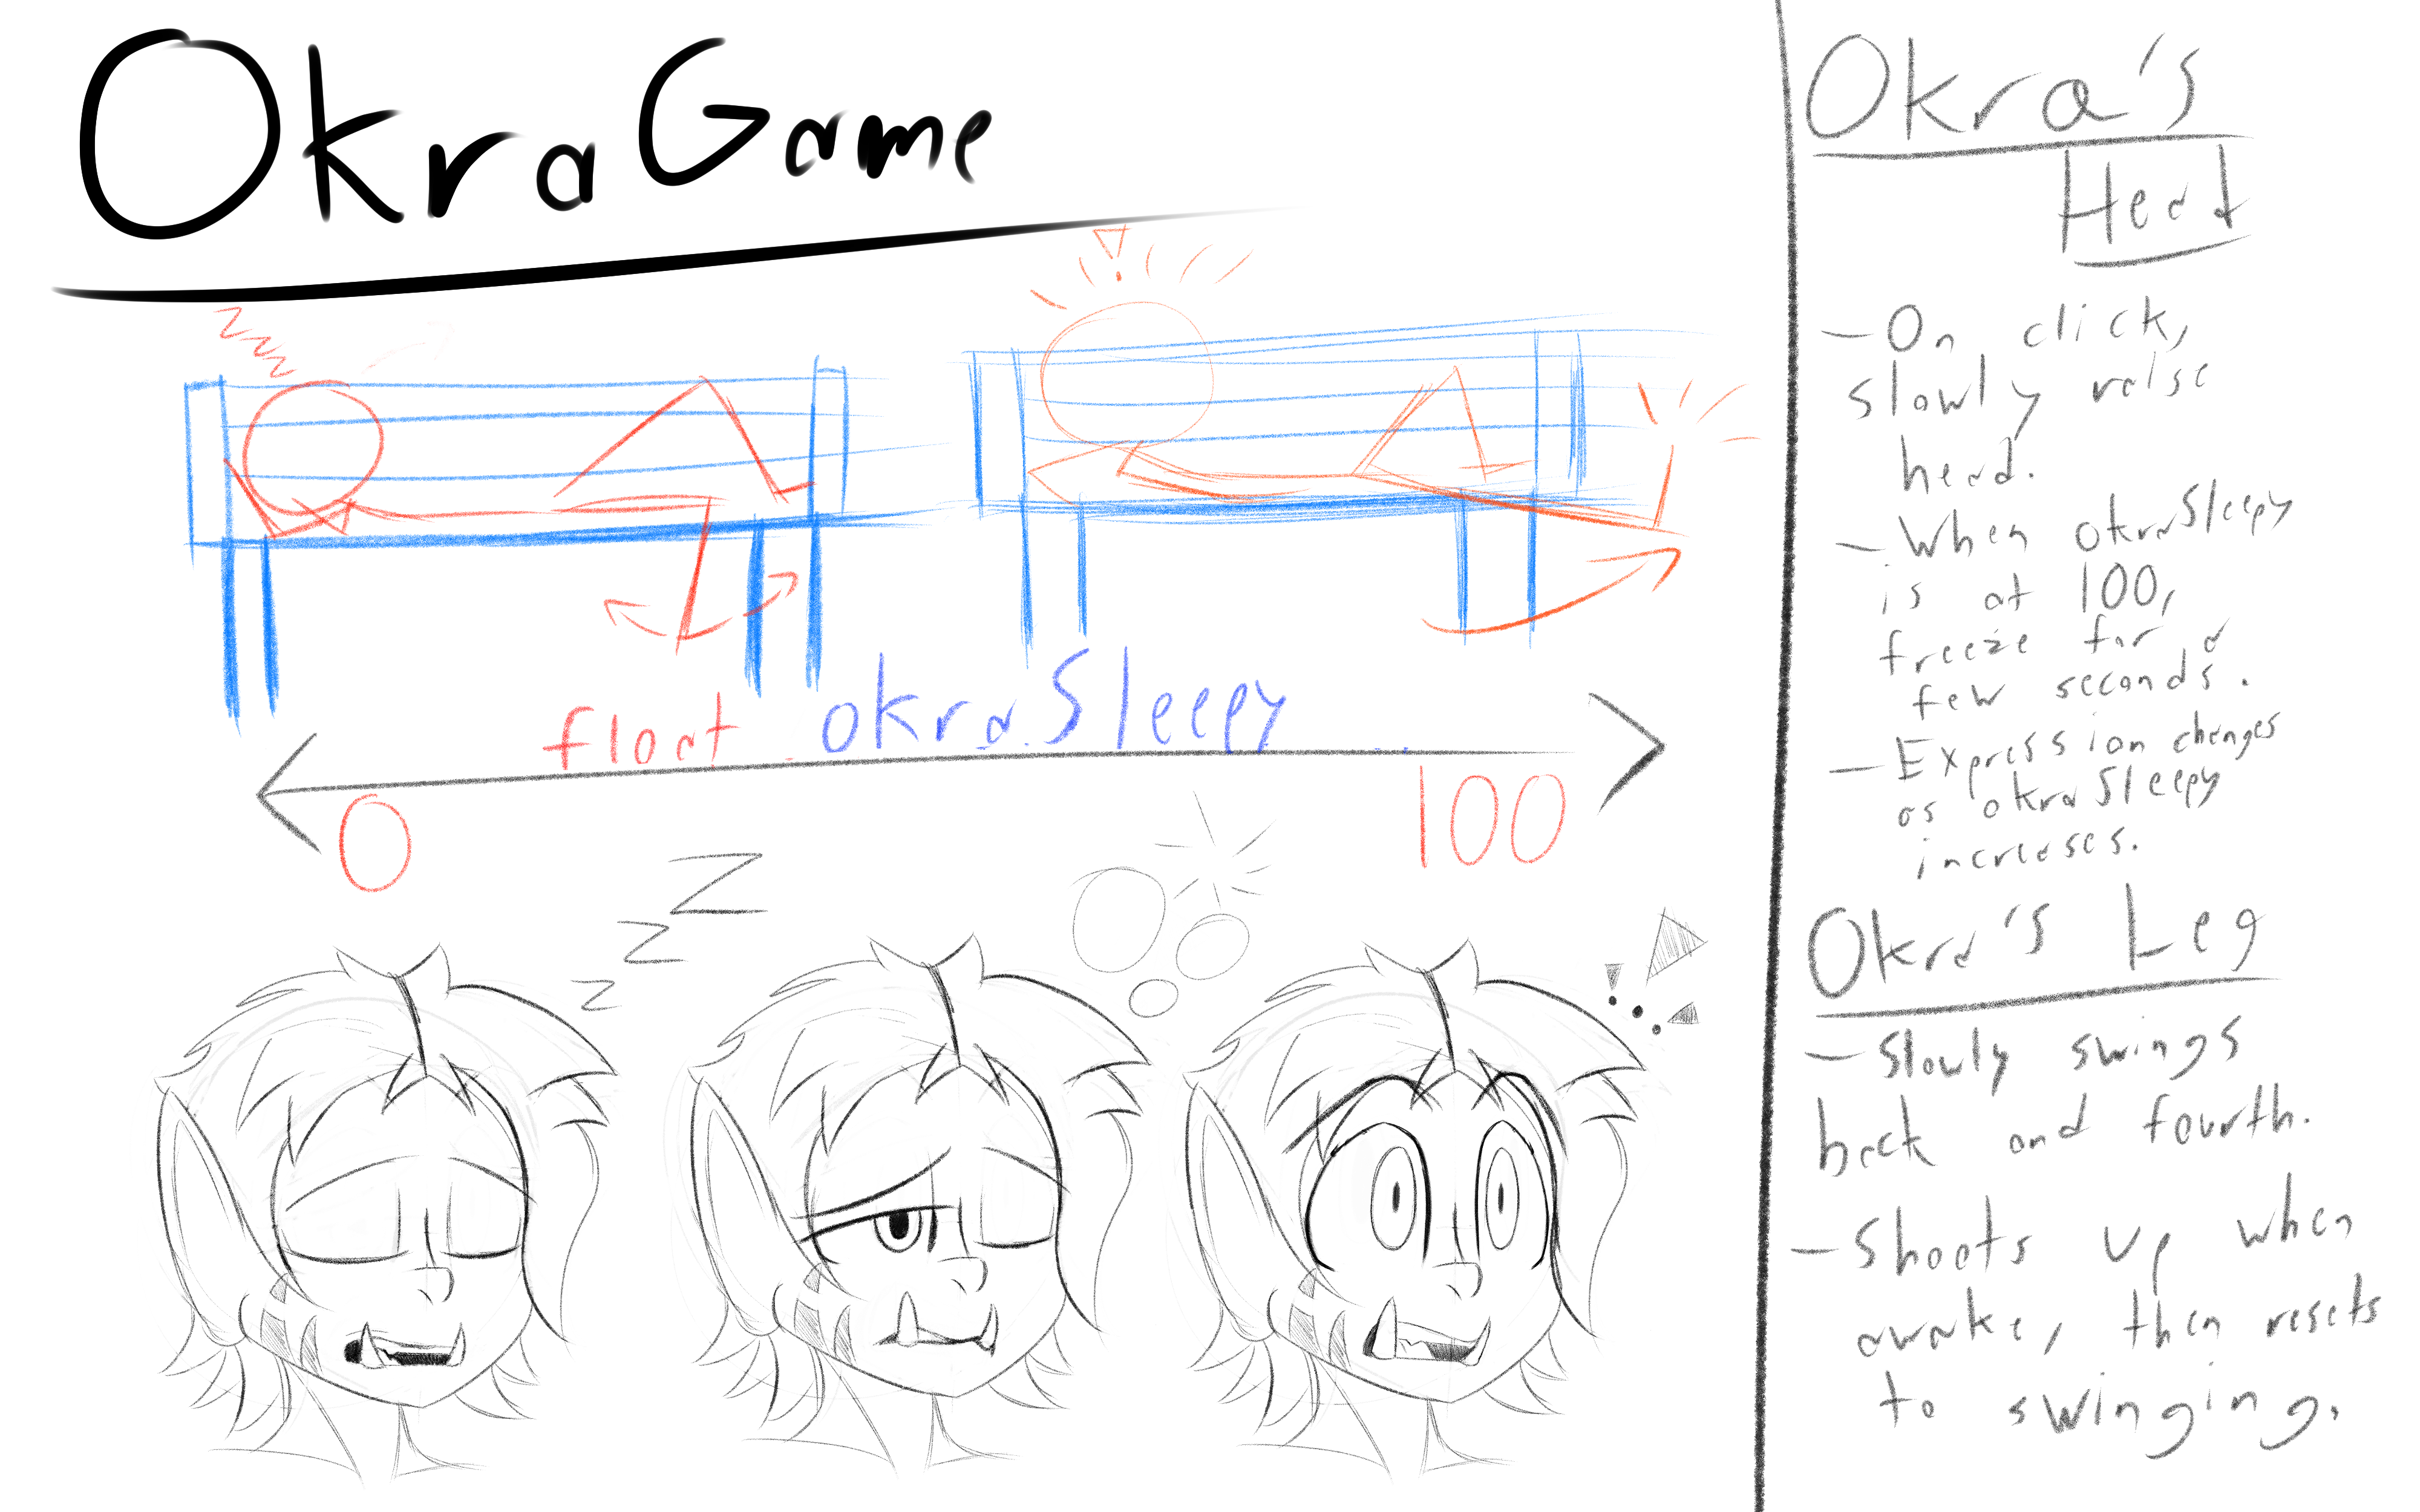 Okra Game
zzzz
!
float okraSleepy
0
100
Z
Z
Z
Okra's
Head
- On click,
slowly raise
head.
- When okraSleepy
is at 100,
freeze for a
few seconds.
- Expression changes
as okraSleepy
increases.
Okra's Leg
- Slowly swings
back and fourth.
- Shoots up when
awake, then resets
to swinging.